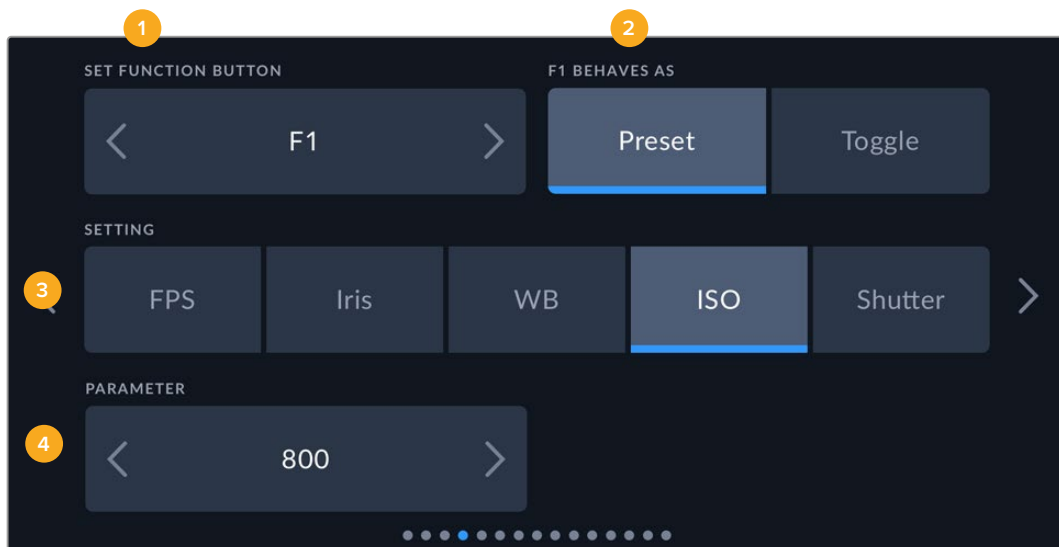 1 2
SET FUNCTION BUTTON F1 BEHAVES AS
F1 Preset Toggle
SETTING
3 FPS Iris WB ISO Shutter
PARAMETER
4 800